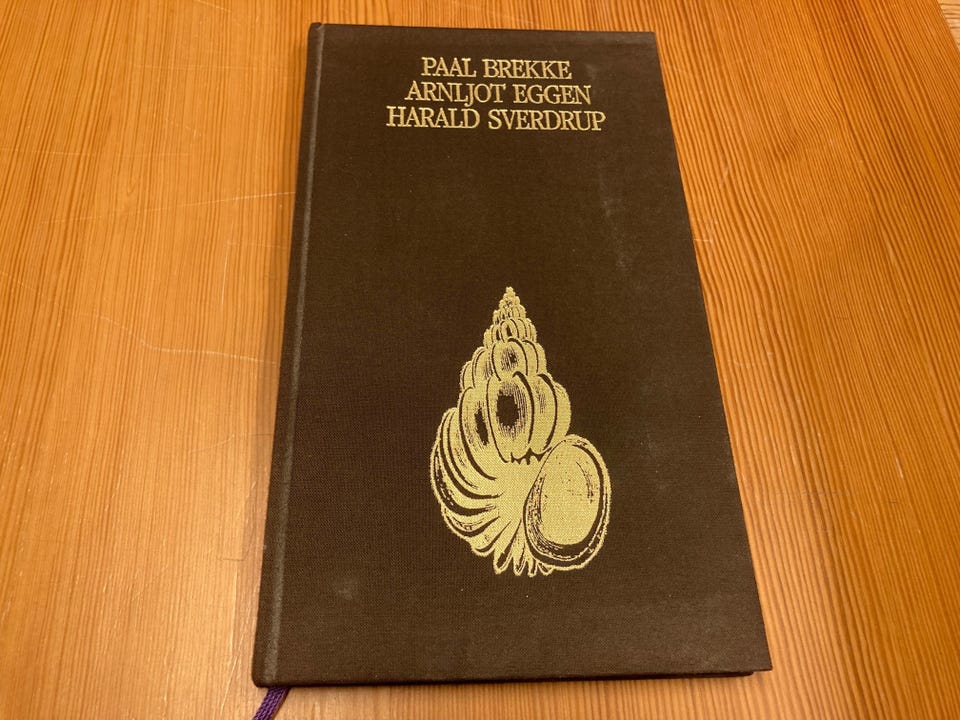 PAAL BREKKE
ARNLJOT EGGEN
HARALD SVERDRUP